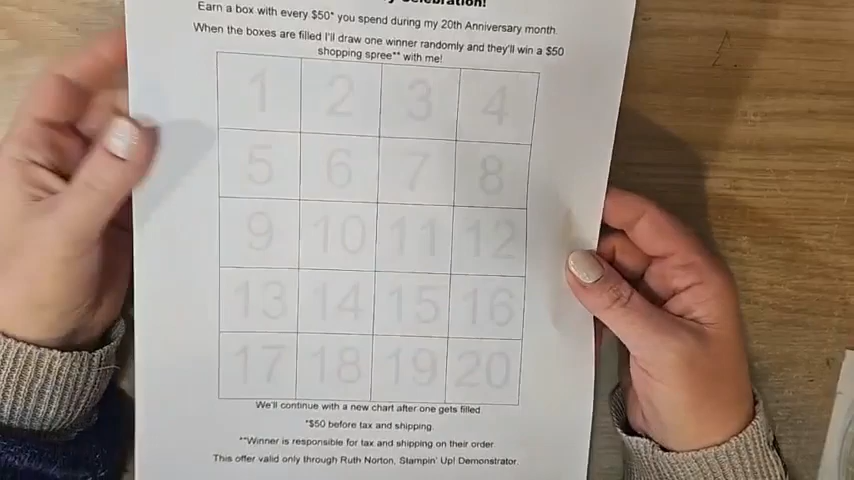 Celebration!
Earn a box with every $50* you spend during my 20th Anniversary month.
When the boxes are filled I'll draw one winner randomly and they'll win a $50
shopping spree** with me!
1 2 3 4
5 6 7 8
9 10 11 12
13 14 15 16
17 18 19 20
We'll continue with a new chart after one gets filled
*$50 before tax and shipping.
**Winner is responsible for tax and shipping on their order
This offer valid only through Ruth Norton, Stampin' Up! Demonstrator.